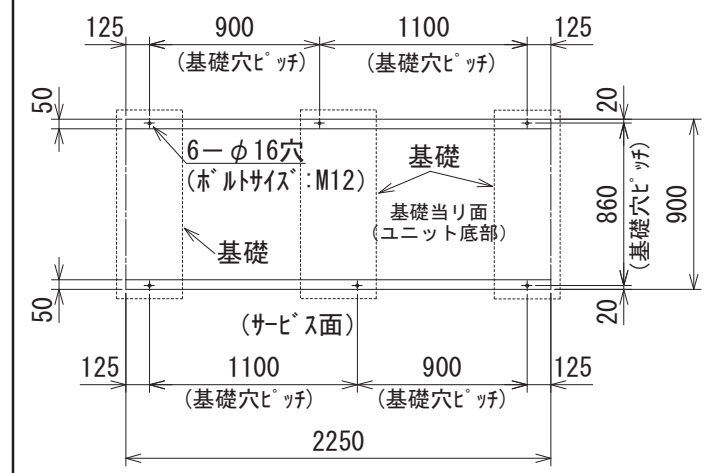 125 900 1100 125
(基礎穴ﾋﾟｯﾁ) (基礎穴ﾋﾟｯﾁ)
50
20
6－φ16穴
(ﾎﾞﾙﾄｻｲｽﾞ:M12)
基礎
基礎当リ面
(ユニット底部)
基礎
860
(基礎穴ﾋﾟｯﾁ)
900
50
20
(ｻｰﾋﾞｽ面)
125 1100 900 125
(基礎穴ﾋﾟｯﾁ) (基礎穴ﾋﾟｯﾁ)
2250